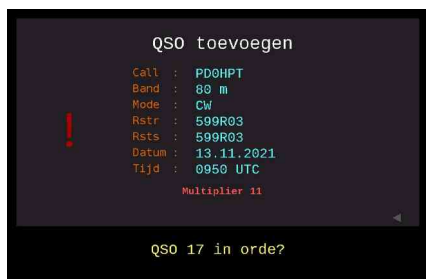 QSO toevoegen
Call : PD0HPT
Band : 80 m
Mode : CW
Rstr : 599R03
Rsts : 599R03
Datum : 13.11.2021
Tijd : 0950 UTC
!
Multiplier 11
QSO 17 in orde?